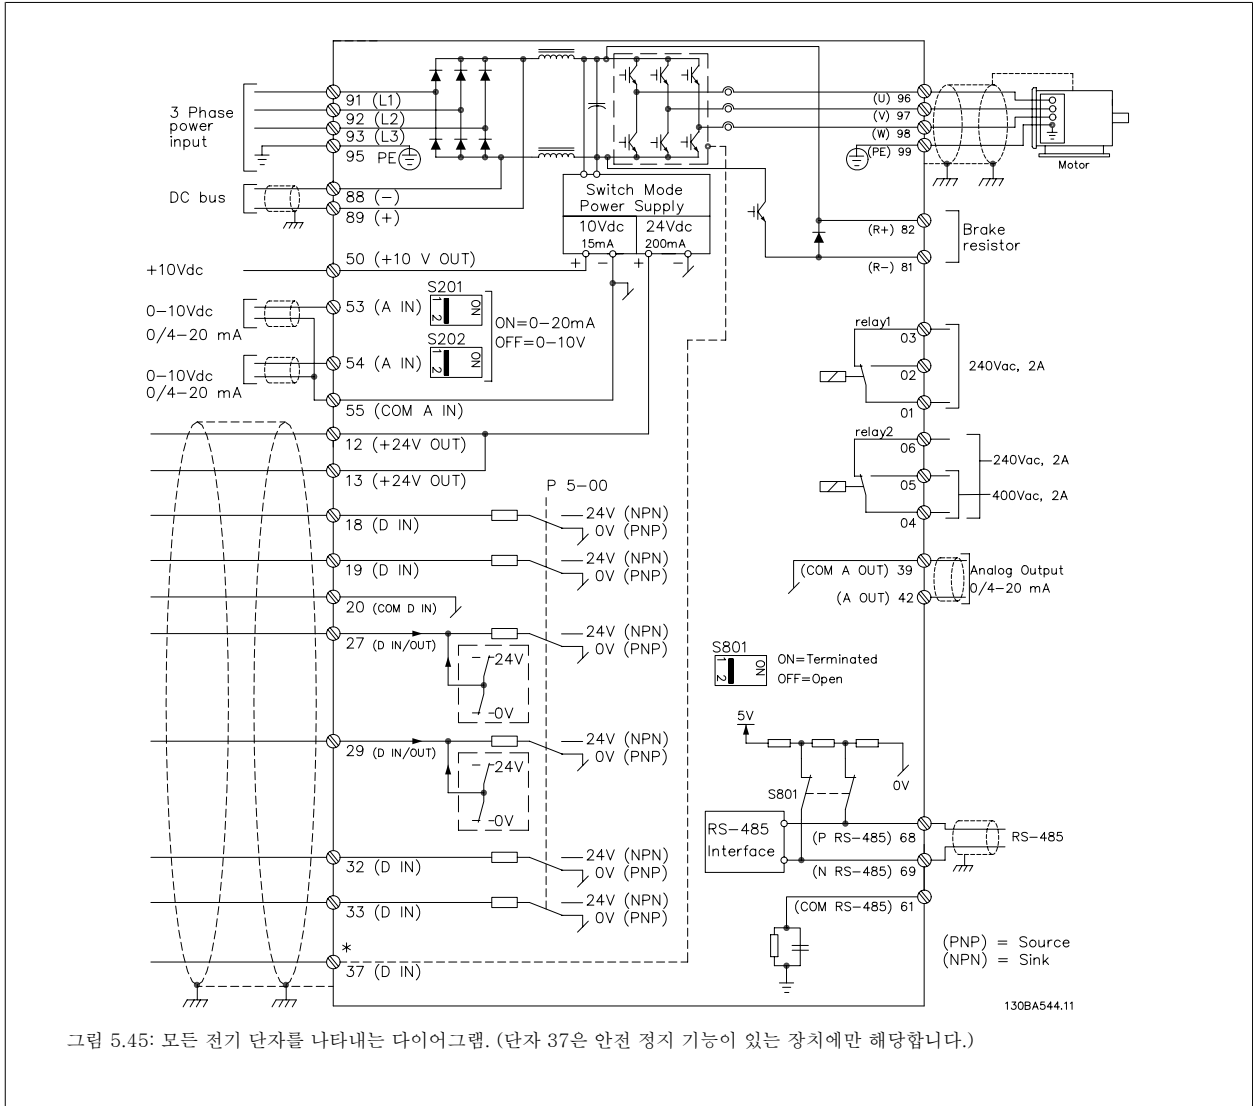 3 Phase
power
input
91 (L1)
92 (L2)
93 (L3)
95 PE
DC bus
88 (−)
89 (+)
+10Vdc
50 (+10 V OUT)
0−10Vdc
0/4−20 mA
53 (A IN)
S201
1 2
ON
ON=0−20mA
OFF=0−10V
S202
1 2
ON
0−10Vdc
0/4−20 mA
54 (A IN)
55 (COM A IN)
12 (+24V OUT)
13 (+24V OUT)
P 5-00
18 (D IN)
24V (NPN)
0V (PNP)
19 (D IN)
24V (NPN)
0V (PNP)
20 (COM D IN)
27 (D IN/OUT)
24V (NPN)
0V (PNP)
24V
0V
29 (D IN/OUT)
24V (NPN)
0V (PNP)
24V
0V
32 (D IN)
24V (NPN)
0V (PNP)
33 (D IN)
24V (NPN)
0V (PNP)
*
37 (D IN)
Switch Mode
Power Supply
10Vdc
15mA
24Vdc
200mA
+ − + −
(U) 96
(V) 97
(W) 98
(PE) 99
Motor
(R+) 82
(R−) 81
Brake
resistor
relay1
03
02
01
240Vac, 2A
relay2
06
05
04
240Vac, 2A
400Vac, 2A
(COM A OUT) 39
(A OUT) 42
Analog Output
0/4−20 mA
S801
1 2
ON
ON=Terminated
OFF=Open
5V
S801
0V
RS−485
Interface
(P RS−485) 68
(N RS−485) 69
RS−485
(COM RS−485) 61
(PNP) = Source
(NPN) = Sink
130BA544.11
그림 5.45: 모든 전기 단자를 나타내는 다이어그램. (단자 37은 안전 정지 기능이 있는 장치에만 해당합니다.)